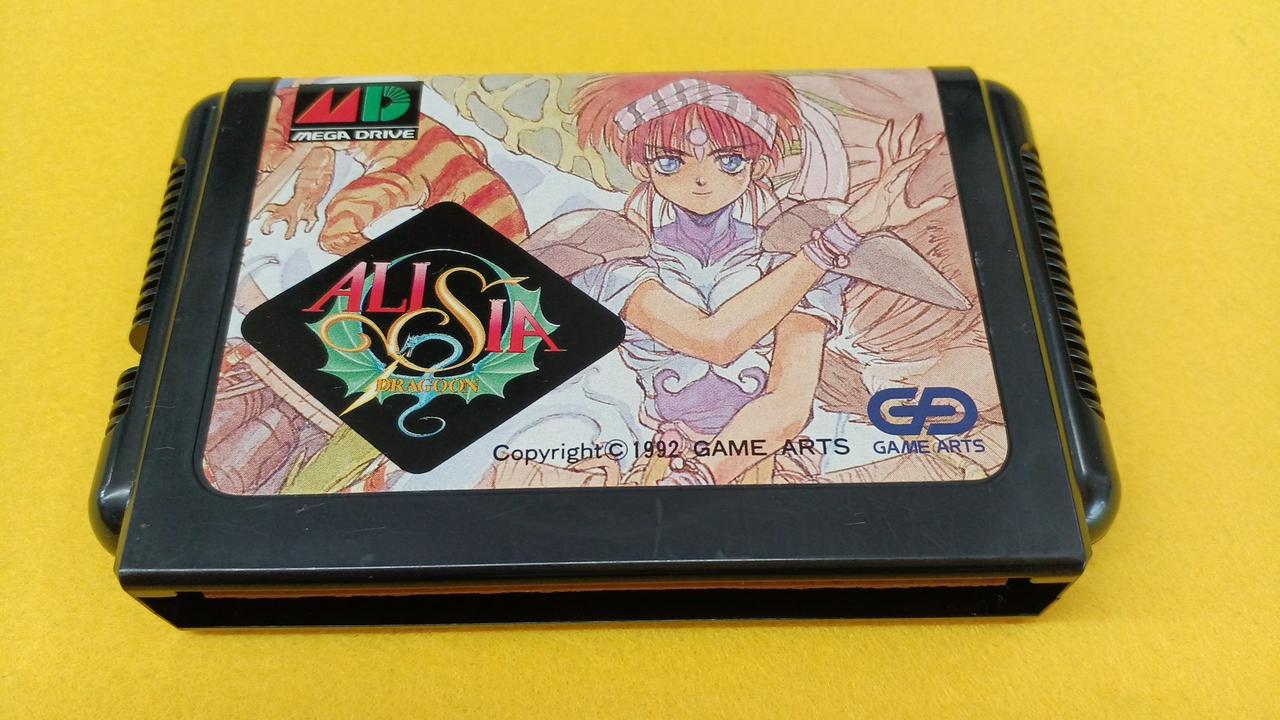 MD
MEGA DRIVE
ALISIA
DRAGOON
Copyright© 1992 GAME ARTS
GAME ARTS